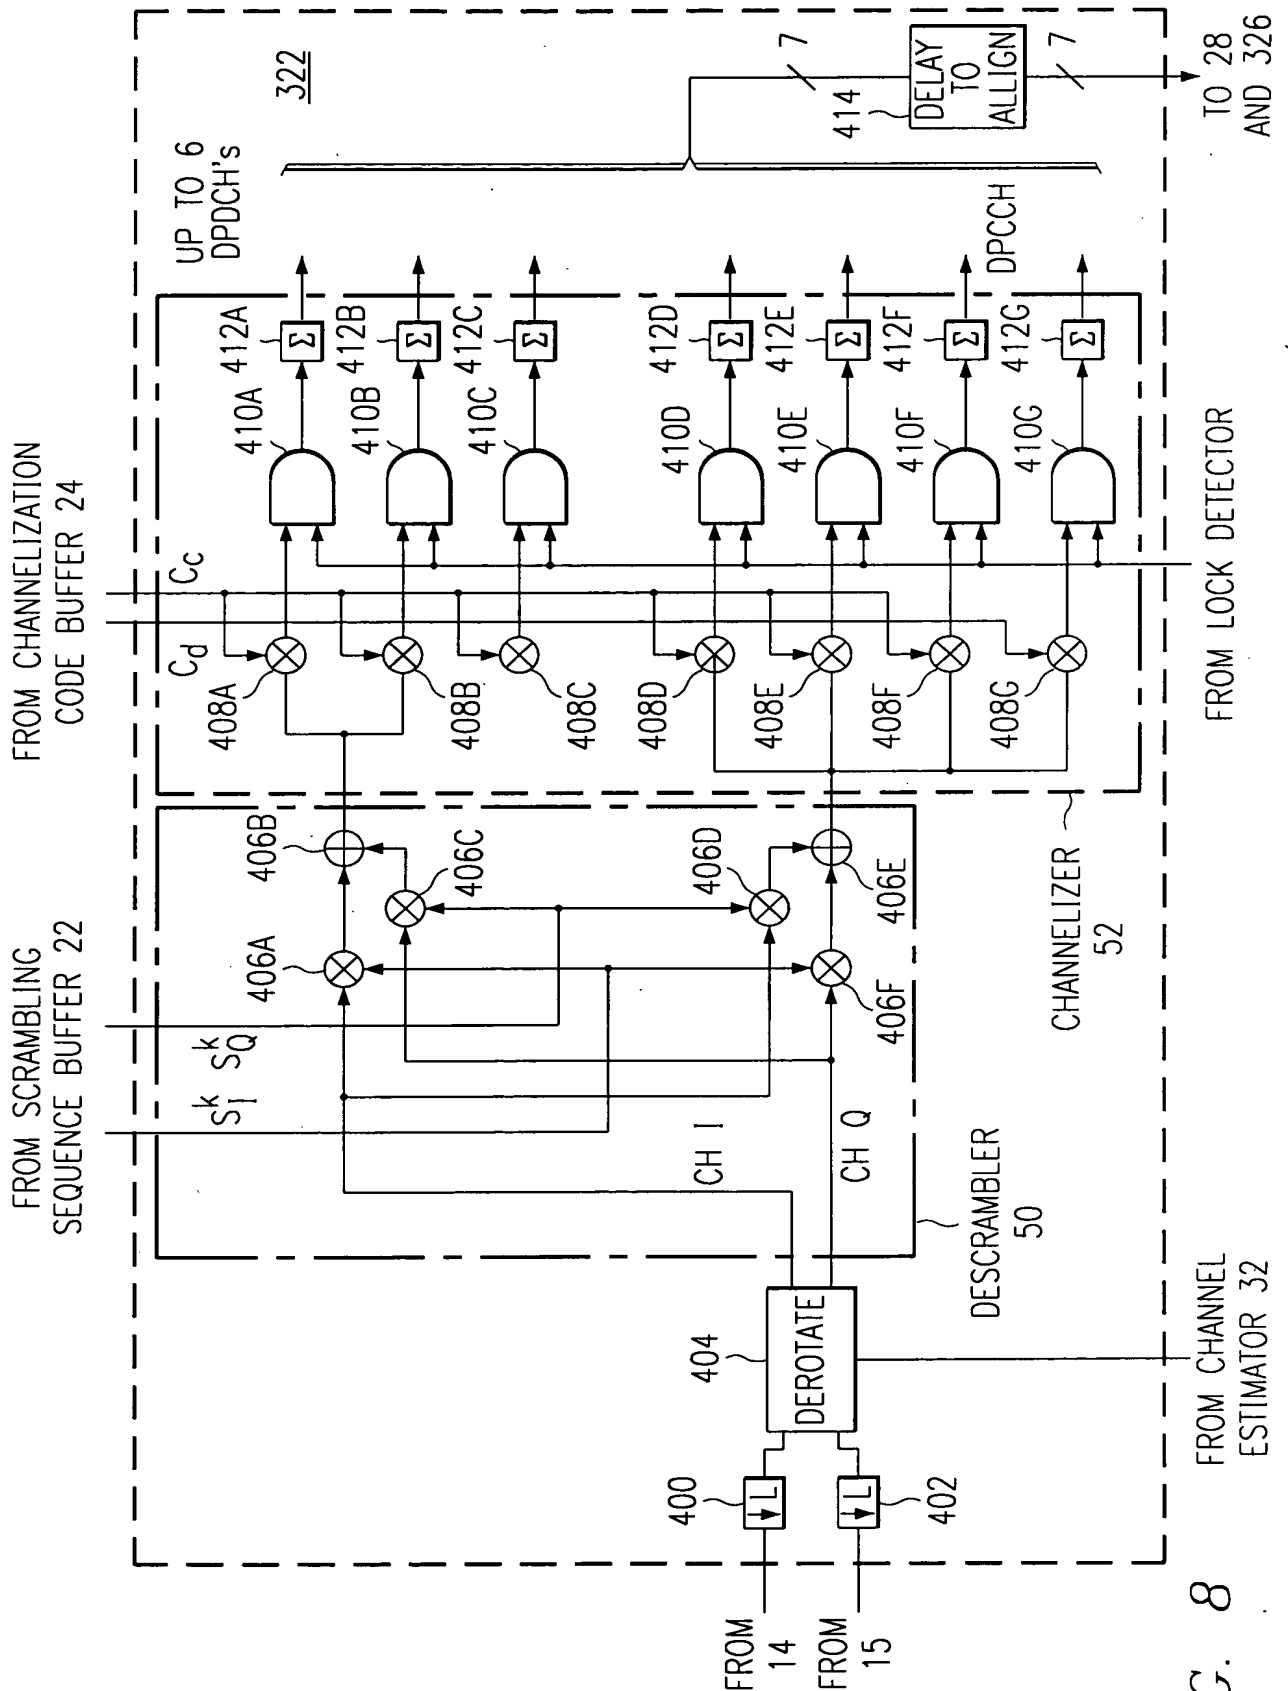 FROM SCRAMBLING
SEQUENCE BUFFER 22
FROM CHANNELIZATION
CODE BUFFER 24
322
UP TO 6
DPDCH's
S_I^k
S_Q^k
C_d
C_c
406A
406B
406C
406D
406E
406F
408A
408B
408C
408D
408E
408F
408G
410A
410B
410C
410D
410E
410F
410G
412A
Σ
412B
Σ
412C
Σ
412D
Σ
412E
Σ
412F
Σ
412G
Σ
DPCCH
7
414
DELAY
TO
ALLIGN
7
TO 28
AND 326
CH I
CH Q
FROM
14
FROM
15
400
L
402
L
404
DEROTATE
DESCRAMBLER
50
CHANNELIZER
52
FROM CHANNEL
ESTIMATOR 32
FROM LOCK DETECTOR
G. 8